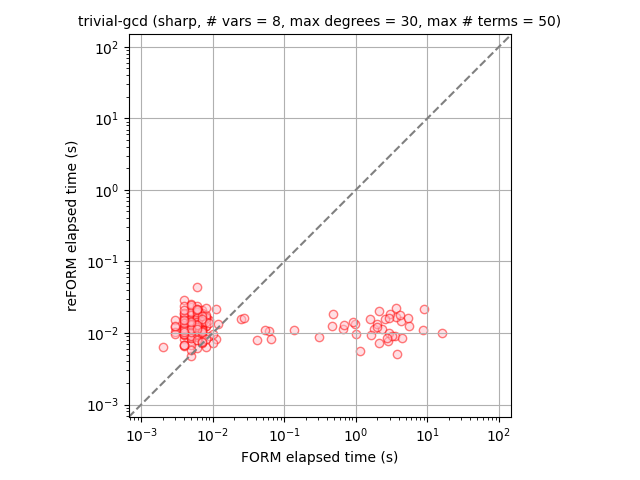 trivial-gcd (sharp, # vars = 8, max degrees = 30, max # terms = 50)
reFORM elapsed time (s)
10²
10¹
10⁰
10⁻¹
10⁻²
10⁻³
10⁻³ 10⁻² 10⁻¹ 10⁰ 10¹ 10²
FORM elapsed time (s)